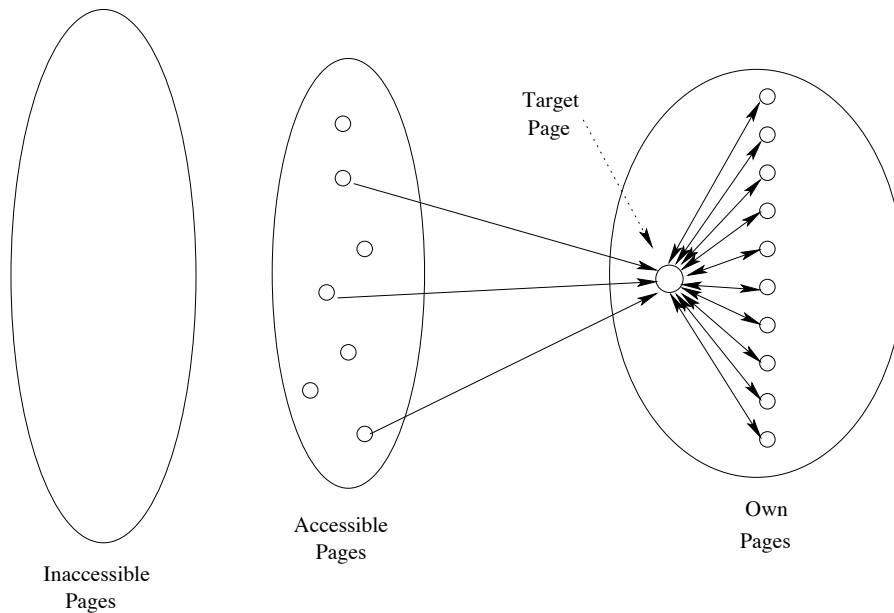 Target
Page
Inaccessible
Pages
Accessible
Pages
Own
Pages